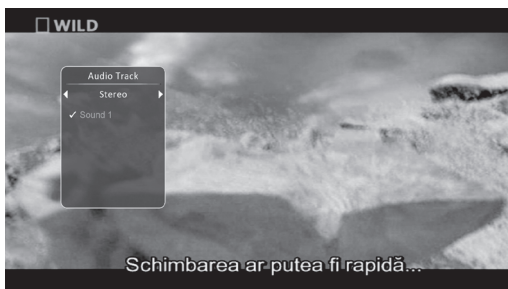 WILD
Audio Track
Stereo
✓ Sound 1
Schimbarea ar putea fi rapidă...